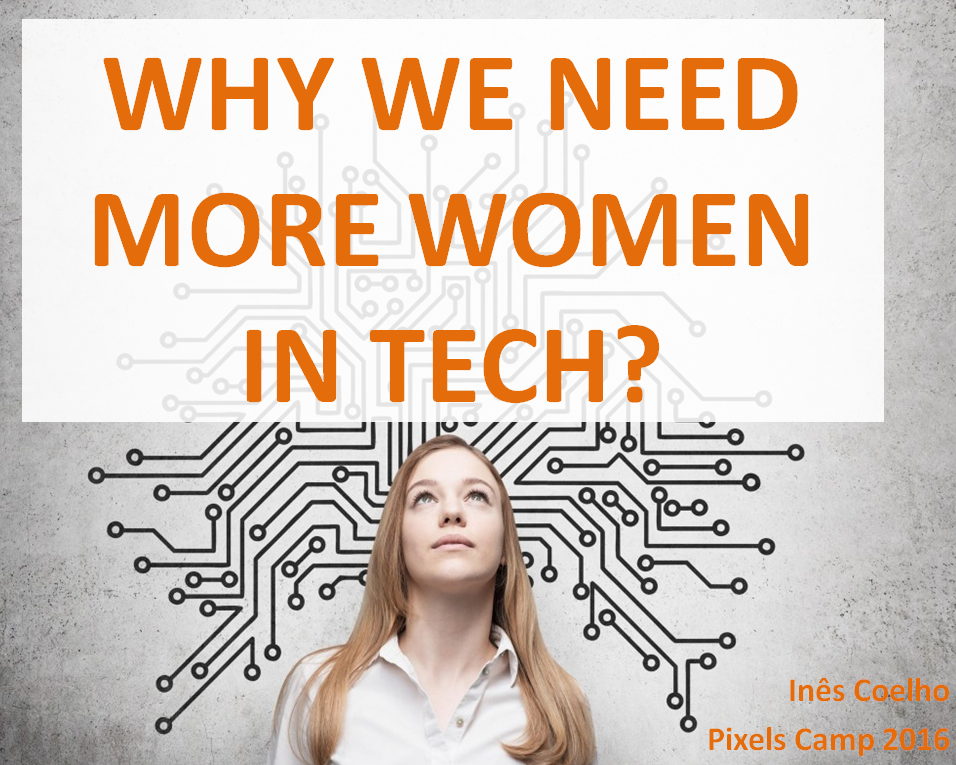 WHY WE NEED
MORE WOMEN
IN TECH?
Inês Coelho
Pixels Camp 2016